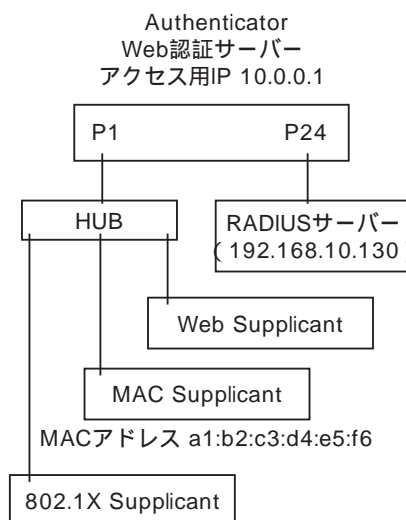 Authenticator
Web認証サーバー
アクセス用IP 10.0.0.1
P1 P24
HUB
RADIUSサーバー
( 192.168.10.130 )
Web Supplicant
MAC Supplicant
MACアドレス a1:b2:c3:d4:e5:f6
802.1X Supplicant